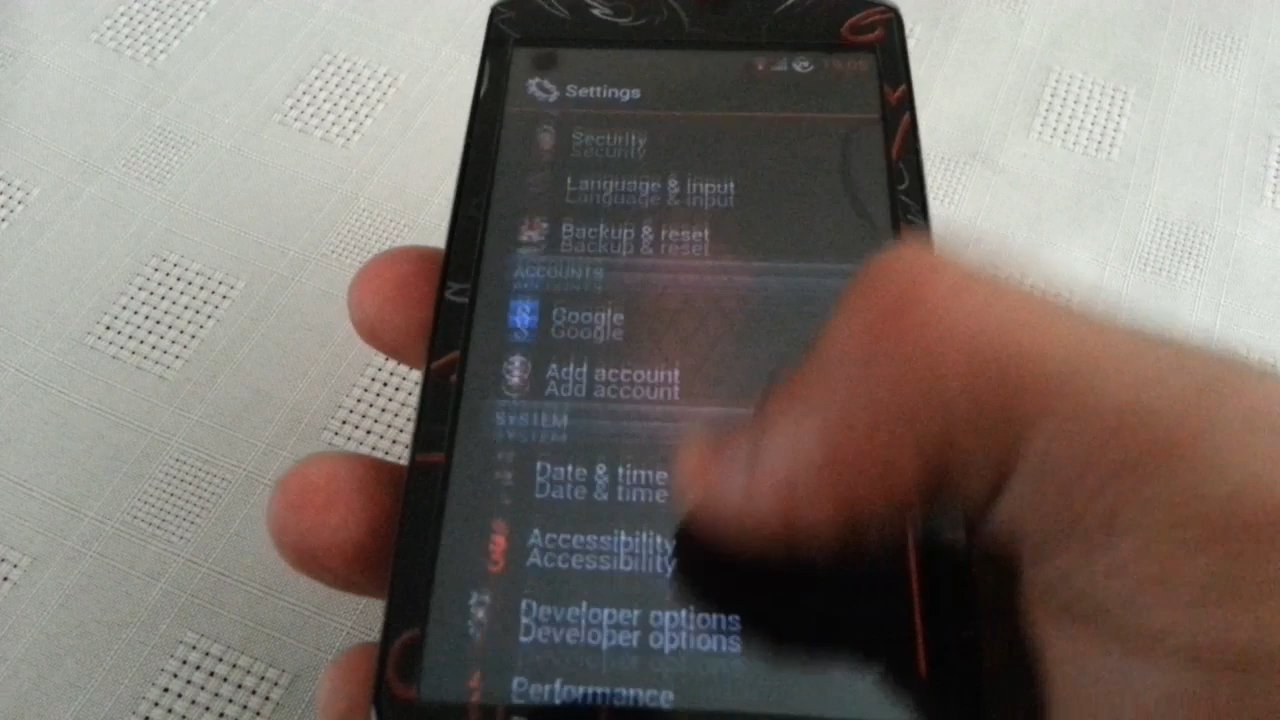 Settings
Security
Language & input
Backup & reset
ACCOUNTS
Google
Add account
SYSTEM
Date & time
Accessibility
Developer options
Performance